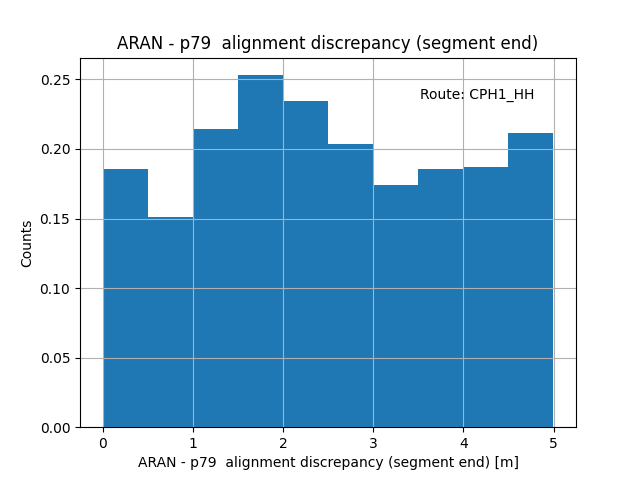 ARAN - p79  alignment discrepancy (segment end)
Route: CPH1_HH
Counts
0.25
0.20
0.15
0.10
0.05
0.00
0 1 2 3 4 5
ARAN - p79  alignment discrepancy (segment end) [m]